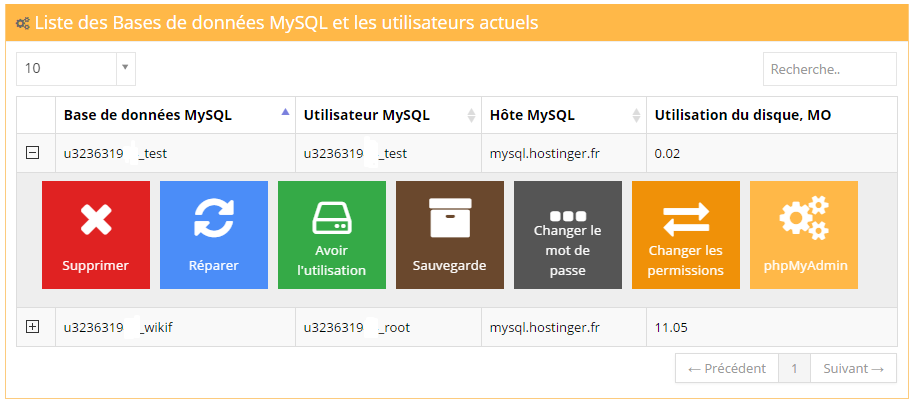 Liste des Bases de données MySQL et les utilisateurs actuels
10
Recherche..
Base de données MySQL Utilisateur MySQL Hôte MySQL Utilisation du disque, MO
u3236319 _test u3236319 _test mysql.hostinger.fr 0.02
Supprimer
Réparer
Avoir
l'utilisation
Sauvegarde
Changer le
mot de
passe
Changer les
permissions
phpMyAdmin
u3236319 _wikif u3236319 _root mysql.hostinger.fr 11.05
← Précédent 1 Suivant →